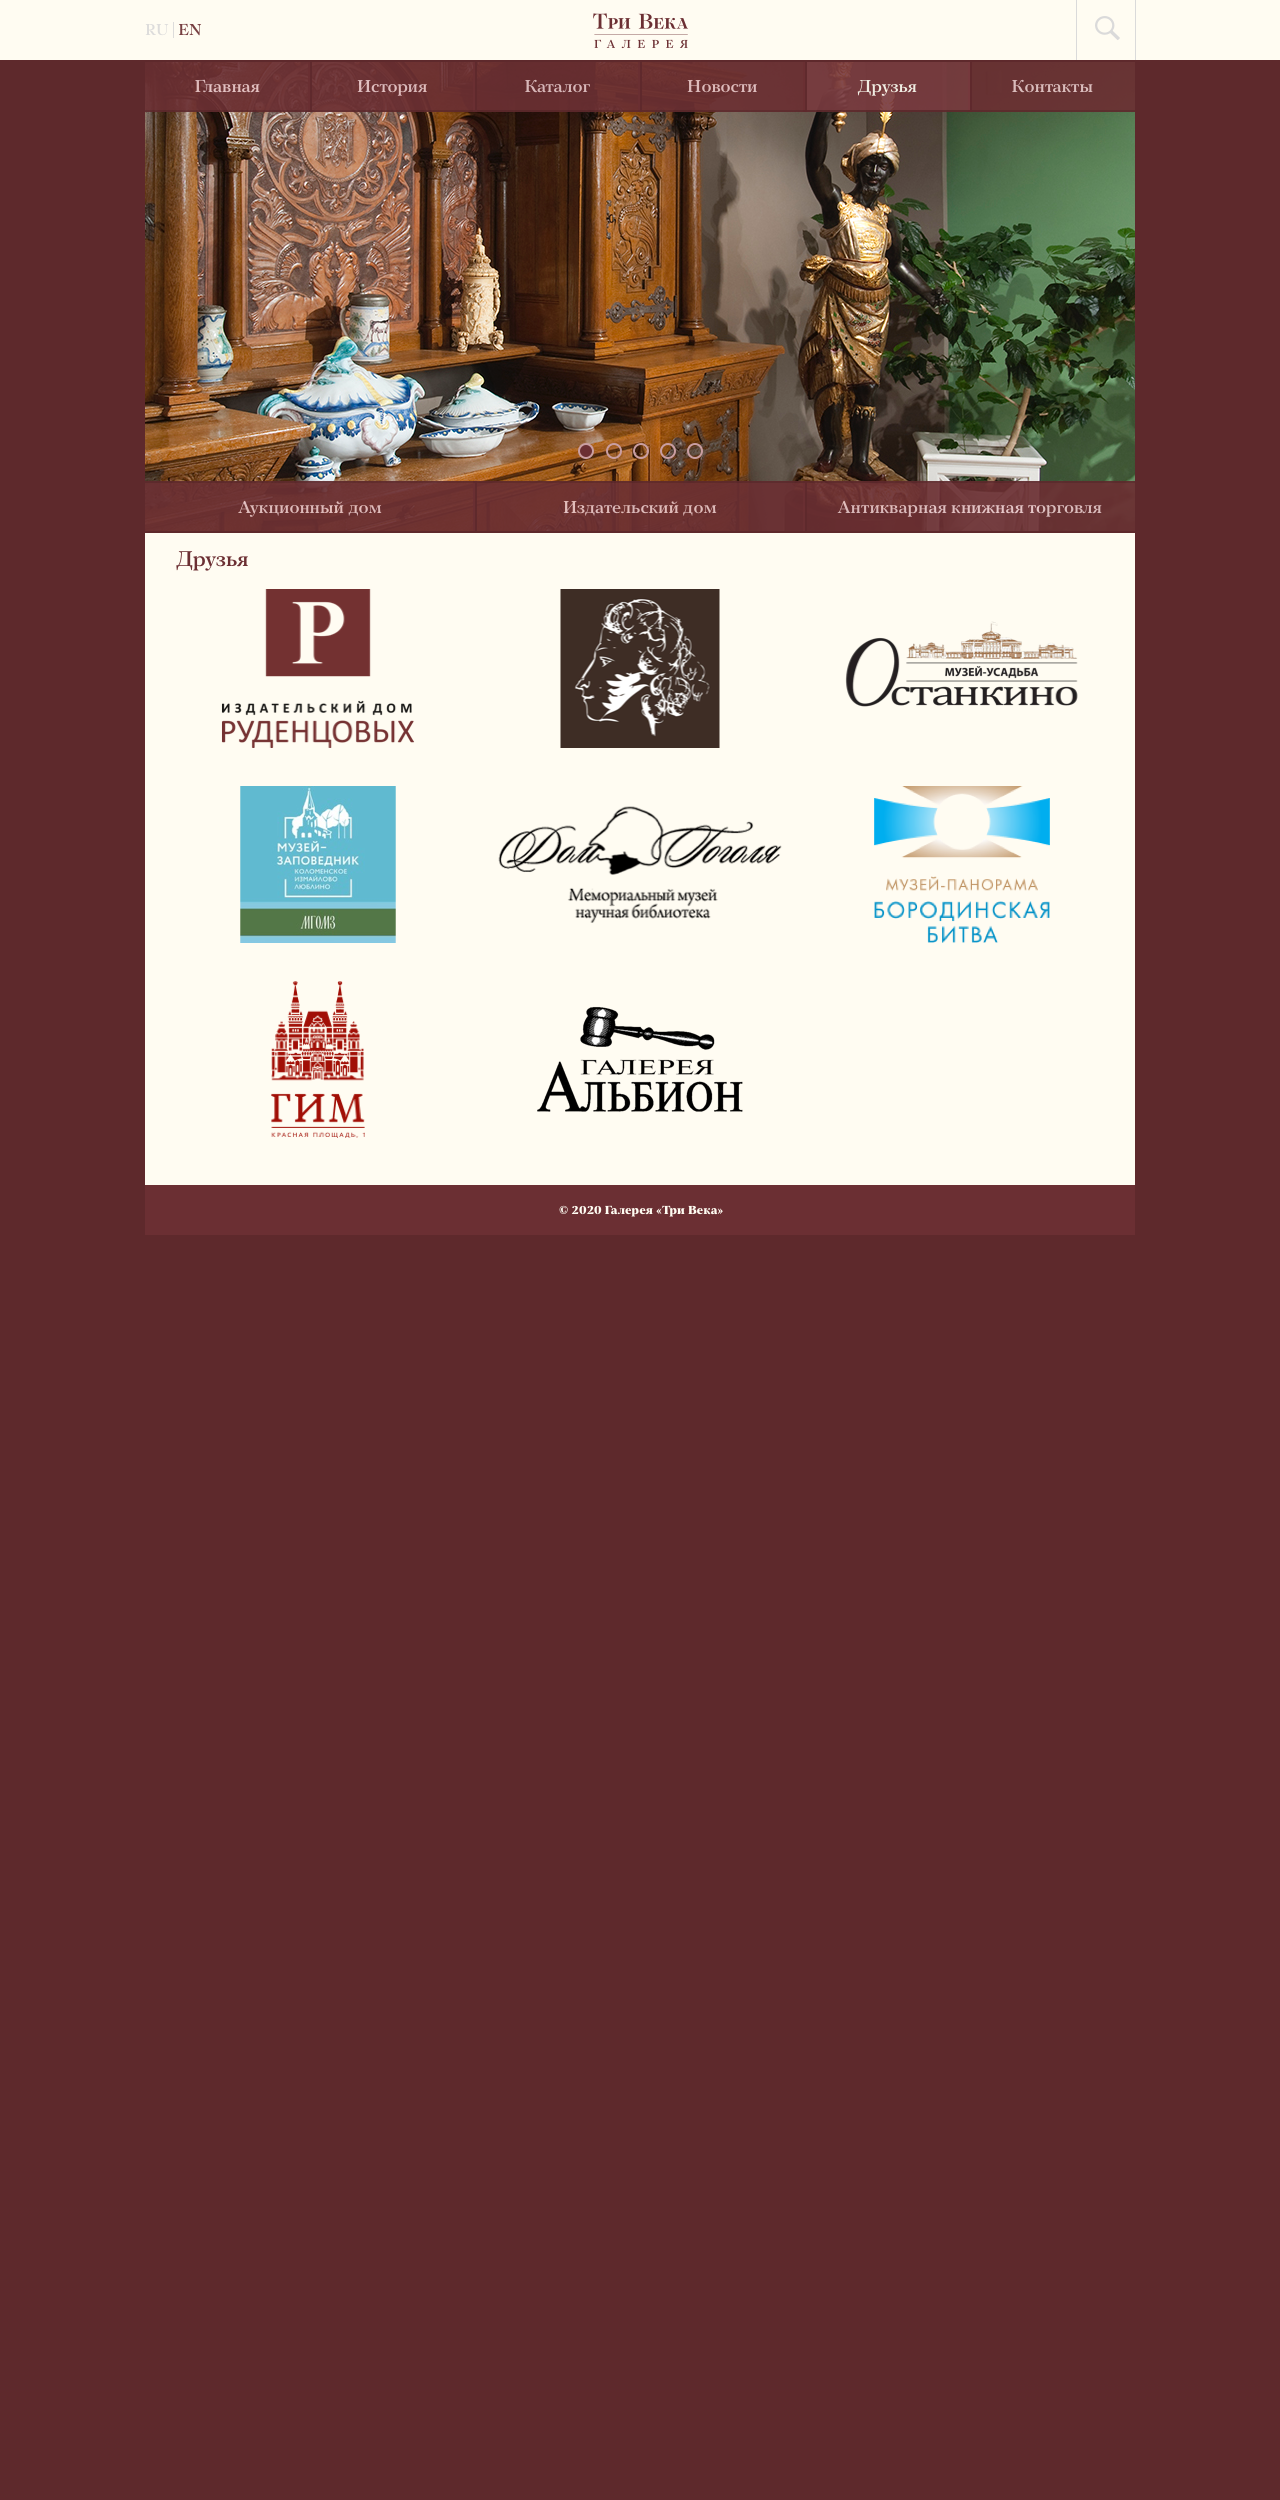 RU | EN
Три Века
ГАЛЕРЕЯ
Главная
История
Каталог
Новости
Друзья
Контакты
Аукционный дом
Издательский дом
Антикварная книжная торговля
Друзья
Р
ИЗДАТЕЛЬСКИЙ ДОМ
РУДЕНЦОВЫХ
МУЗЕЙ-УСАДЬБА
Останкино
МУЗЕЙ-
ЗАПОВЕДНИК
КОЛОМЕНСКОЕ
ИЗМАЙЛОВО
ЛЮБЛИНО
МГОМЗ
Дом Гоголя
Мемориальный музей
научная библиотека
МУЗЕЙ-ПАНОРАМА
БОРОДИНСКАЯ
БИТВА
ГИМ
КРАСНАЯ ПЛОЩАДЬ, 1
ГАЛЕРЕЯ
АЛЬБИОН
© 2020 Галерея «Три Века»